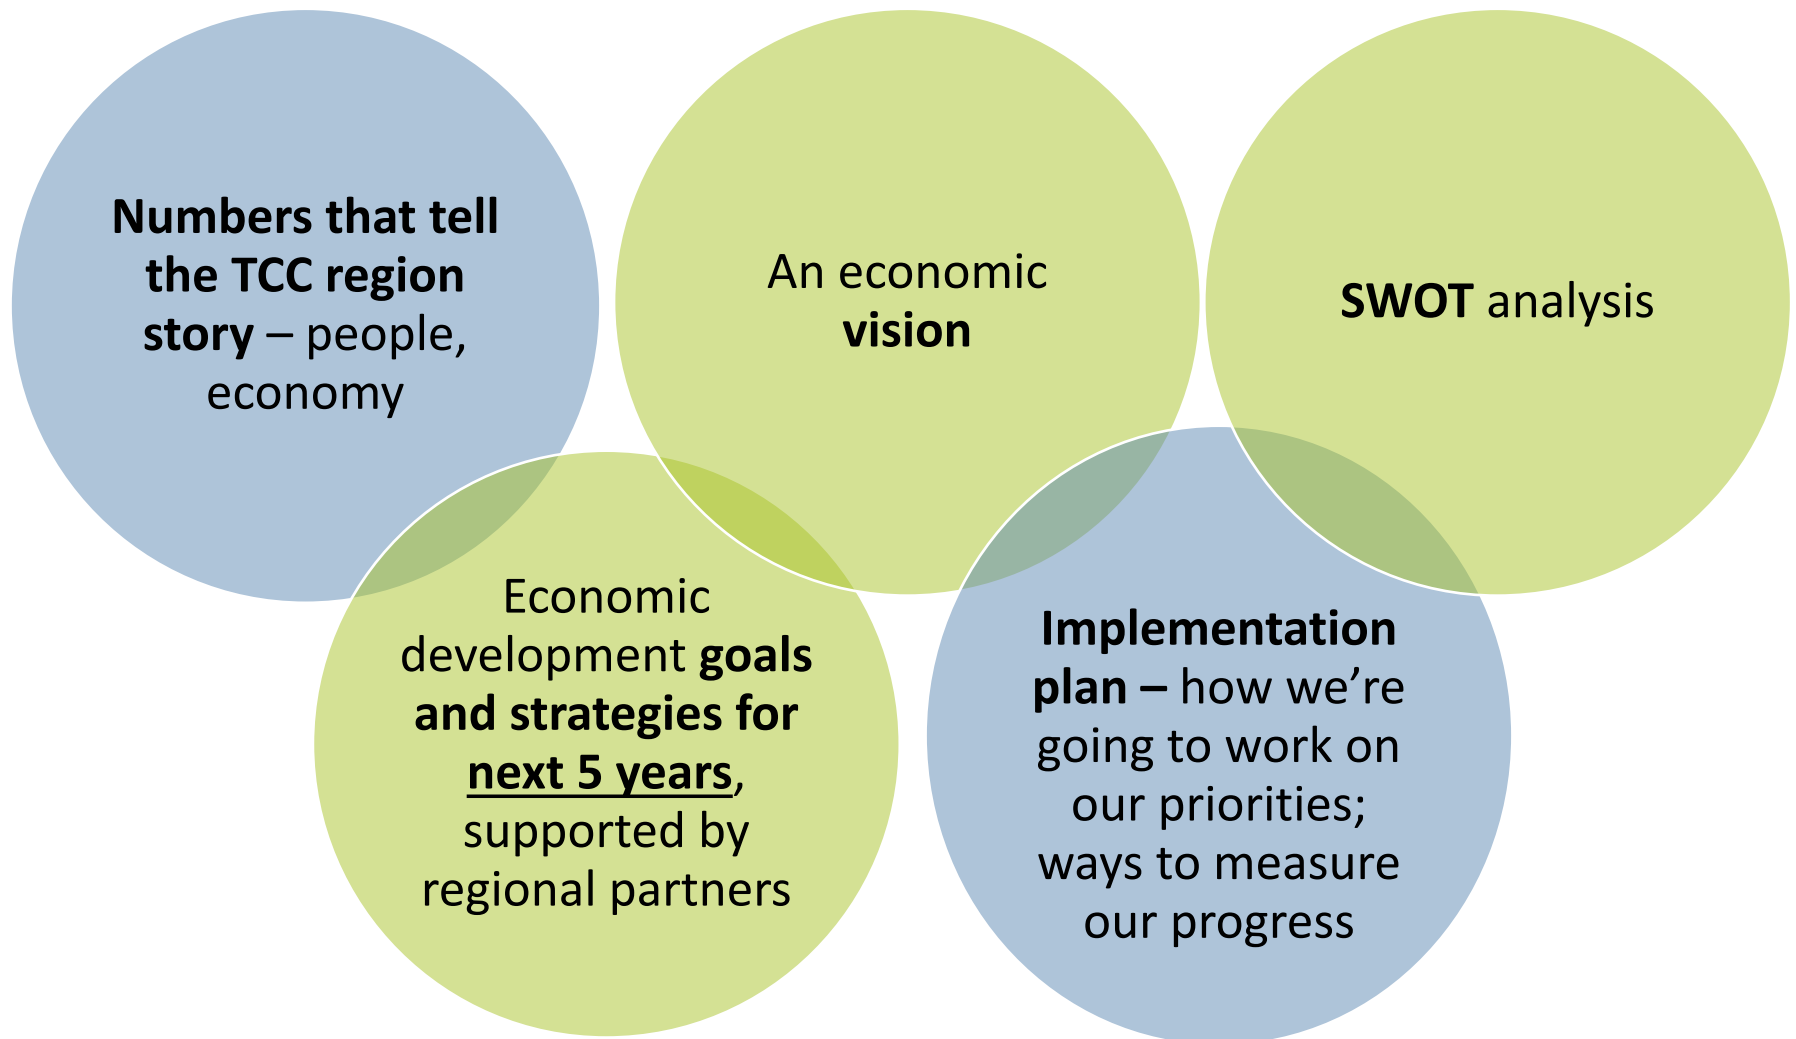 Numbers that tell
the TCC region
story – people,
economy
An economic
vision
SWOT analysis
Economic
development goals
and strategies for
next 5 years,
supported by
regional partners
Implementation
plan – how we’re
going to work on
our priorities;
ways to measure
our progress